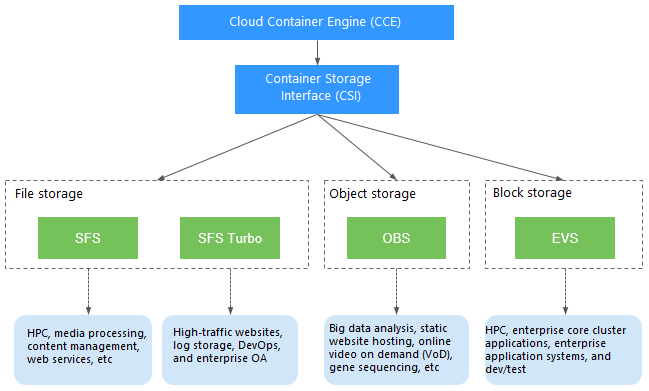 Cloud Container Engine (CCE)
Container Storage
Interface (CSI)
File storage
Object storage
Block storage
SFS
SFS Turbo
OBS
EVS
HPC, media processing,
content management,
web services, etc
High-traffic websites,
log storage, DevOps,
and enterprise OA
Big data analysis, static
website hosting, online
video on demand (VoD),
gene sequencing, etc
HPC, enterprise core cluster
applications, enterprise
application systems, and
dev/test